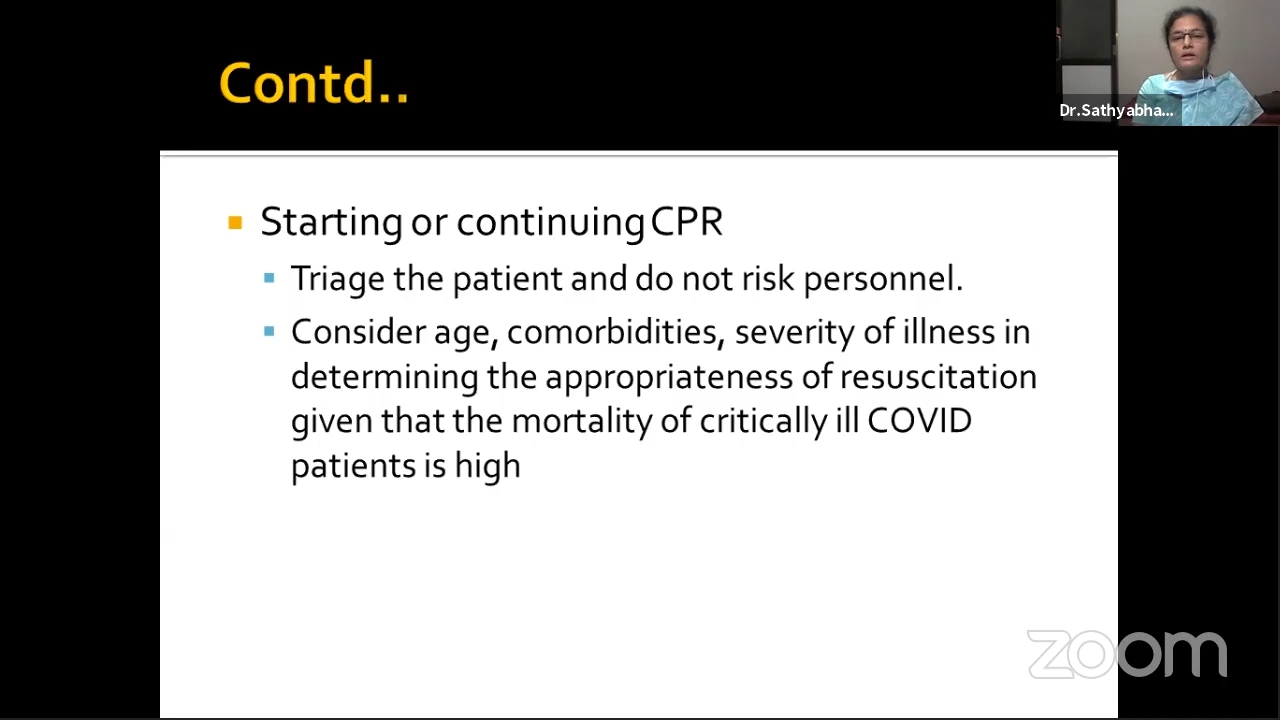 Contd..
Dr.Sathyabha...
Starting or continuing CPR
Triage the patient and do not risk personnel.
Consider age, comorbidities, severity of illness in
determining the appropriateness of resuscitation
given that the mortality of critically ill COVID
patients is high
zoom